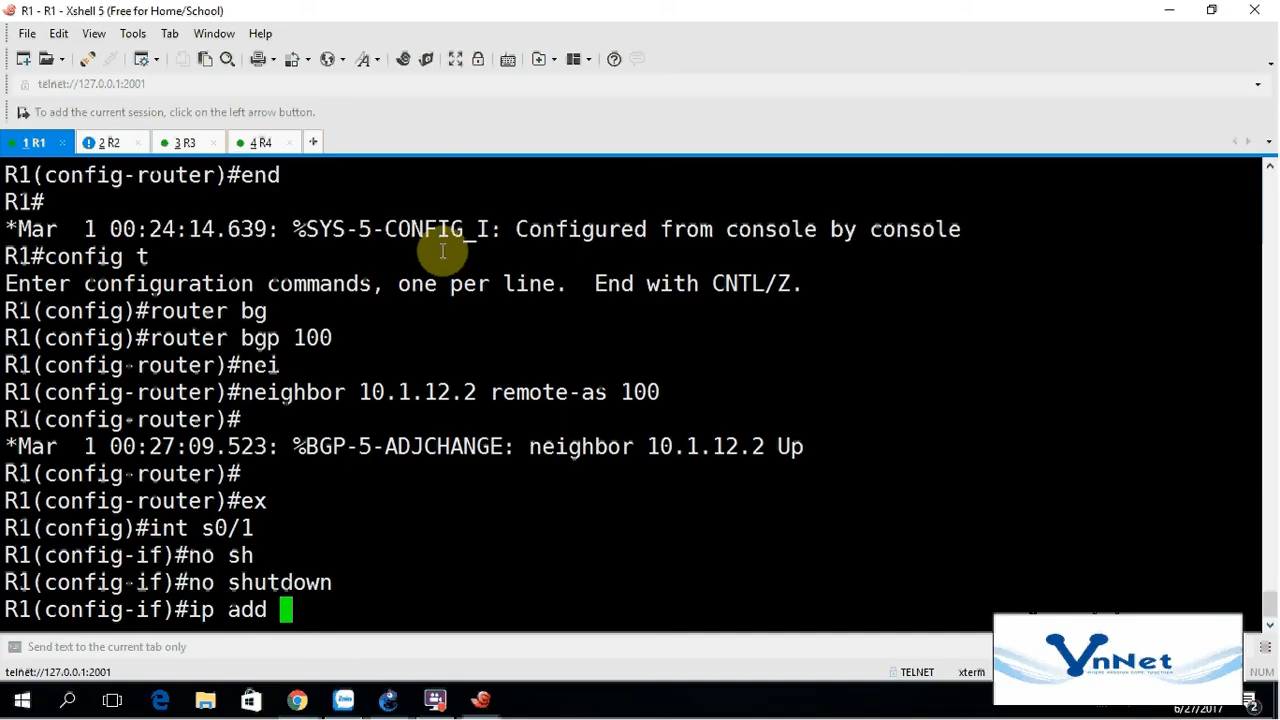 R1 - R1 - Xshell 5 (Free for Home/School)
File Edit View Tools Tab Window Help
telnet://127.0.0.1:2001
To add the current session, click on the left arrow button.
1 R1 2 R2 3 R3 4 R4
R1(config-router)#end
R1#
*Mar  1 00:24:14.639: %SYS-5-CONFIG_I: Configured from console by console
R1#config t
Enter configuration commands, one per line.  End with CNTL/Z.
R1(config)#router bg
R1(config)#router bgp 100
R1(config-router)#nei
R1(config-router)#neighbor 10.1.12.2 remote-as 100
R1(config-router)#
*Mar  1 00:27:09.523: %BGP-5-ADJCHANGE: neighbor 10.1.12.2 Up
R1(config-router)#
R1(config-router)#ex
R1(config)#int s0/1
R1(config-if)#no sh
R1(config-if)#no shutdown
R1(config-if)#ip add
Send text to the current tab only
telnet://127.0.0.1:2001 TELNET xterm NUM
VnNet
6/27/2017 2